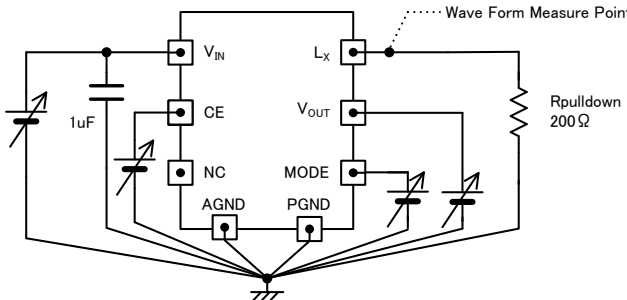 Wave Form Measure Point
VIN
LX
1uF
CE
VOUT
Rpulldown
200Ω
NC
MODE
AGND
PGND